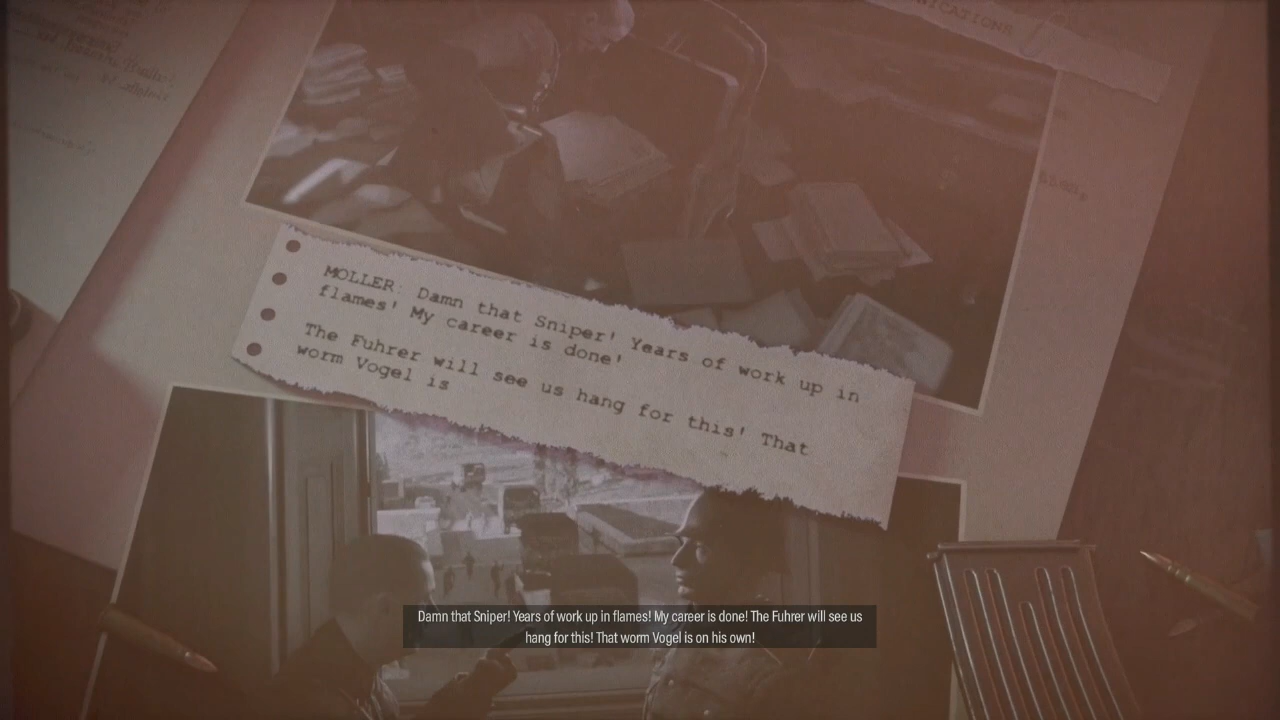 MOLLER: Damn that Sniper' Years of work up in
flames' My career is done'
The Fuhrer will see us hang for this' That
worm Vogel is
Damn that Sniper! Years of work up in flames! My career is done! The Fuhrer will see us
hang for this! That worm Vogel is on his own!